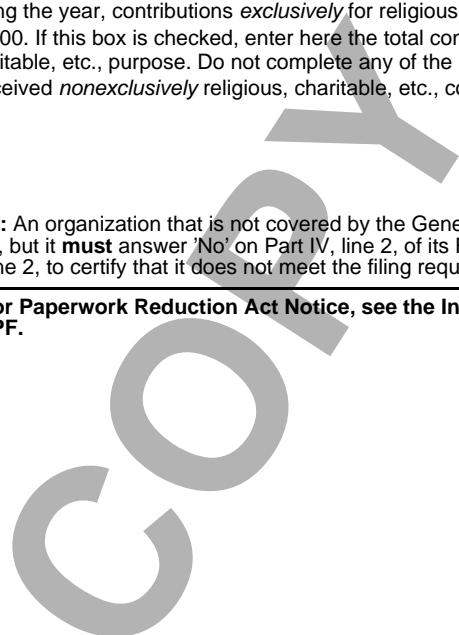 ing the year, contributions exclusively for religious
00. If this box is checked, enter here the total con
itable, etc., purpose. Do not complete any of the
ceived nonexclusively religious, charitable, etc., co
: An organization that is not covered by the Gene
, but it must answer 'No' on Part IV, line 2, of its
ne 2, to certify that it does not meet the filing requ
or Paperwork Reduction Act Notice, see the In
PF.
COPY